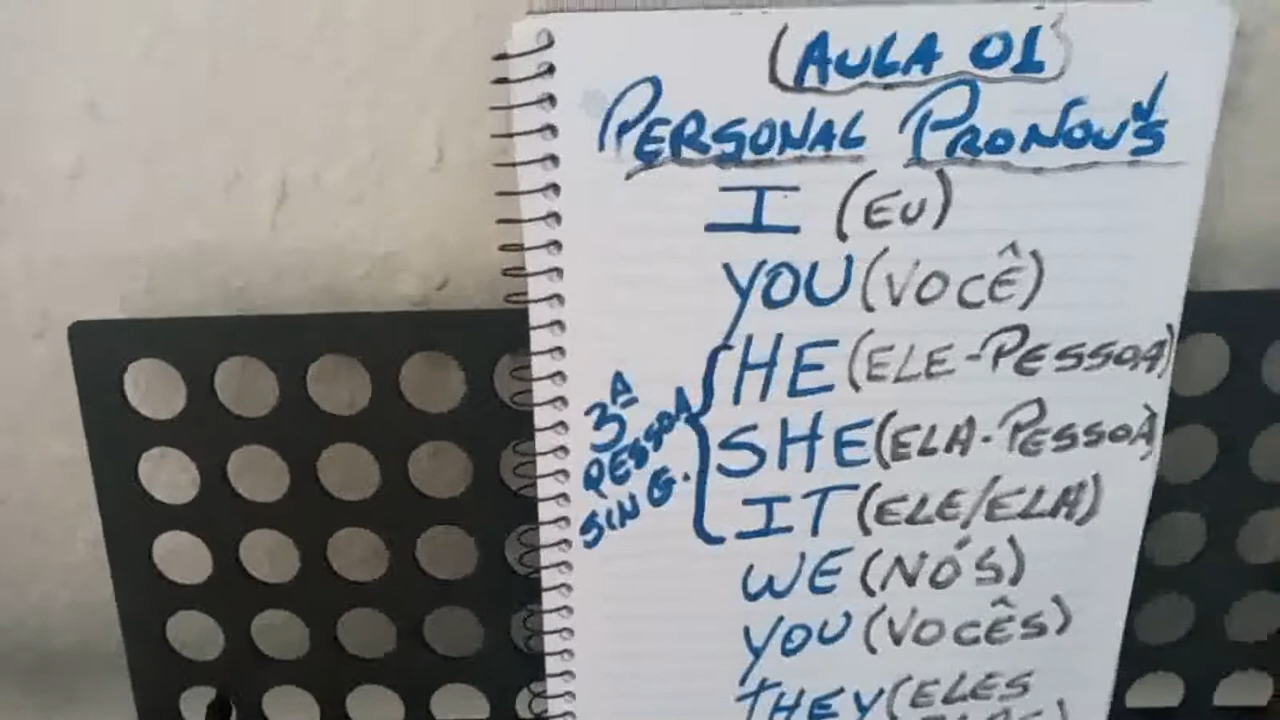 (AULA 01)
PERSONAL PRONOUNS
I (EU)
YOU (VOCÊ)
HE (ELE-PESSOA)
SHE (ELA-PESSOA)
IT (ELE/ELA)
3ª
PESSOA
SING.
WE (NÓS)
YOU (VOCÊS)
THEY (ELES